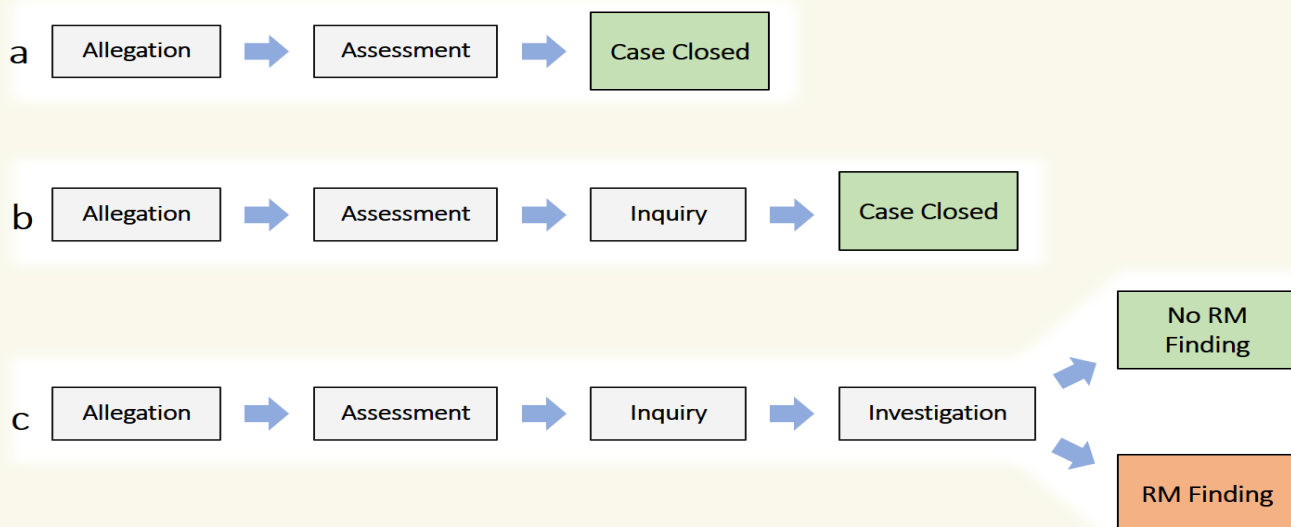 a Allegation Assessment Case Closed
b Allegation Assessment Inquiry Case Closed
c Allegation Assessment Inquiry Investigation
No RM
Finding
RM Finding